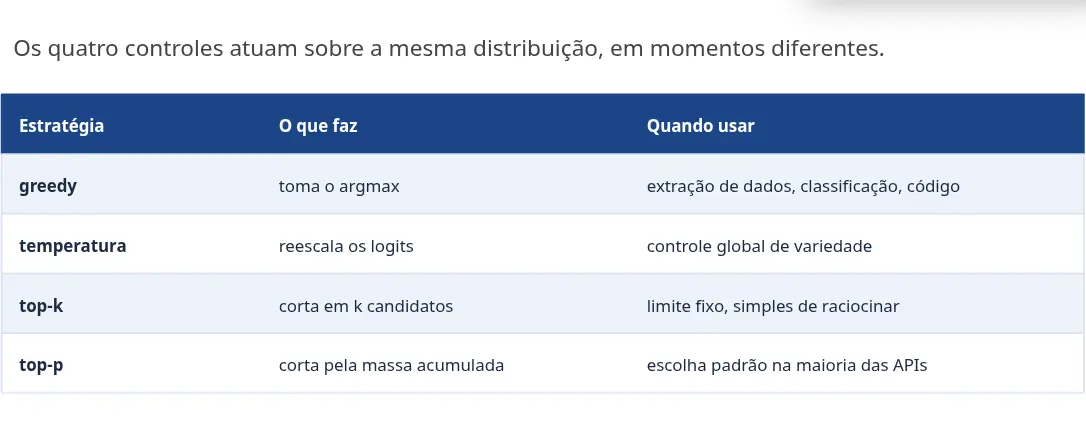 Os quatro controles atuam sobre a mesma distribuição, em momentos diferentes.
Estratégia O que faz Quando usar
greedy toma o argmax extração de dados, classificação, código
temperatura reescala os logits controle global de variedade
top-k corta em k candidatos limite fixo, simples de raciocinar
top-p corta pela massa acumulada escolha padrão na maioria das APIs